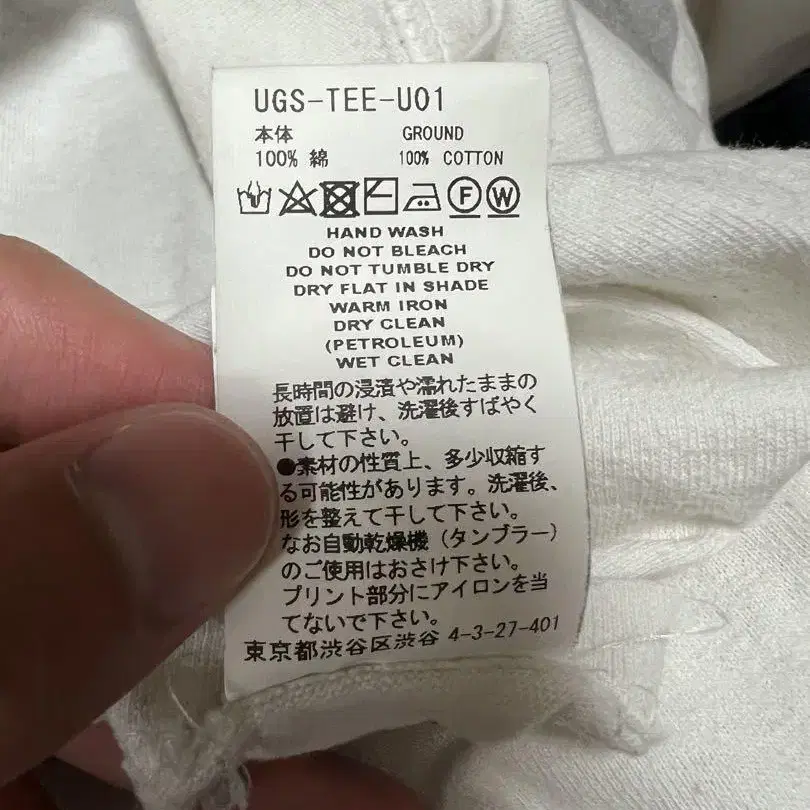 UGS-TEE-U01
本体 GROUND
100% 綿 100% COTTON
F W
HAND WASH
DO NOT BLEACH
DO NOT TUMBLE DRY
DRY FLAT IN SHADE
WARM IRON
DRY CLEAN
(PETROLEUM)
WET CLEAN
長時間の浸漬や濡れたままの
放置は避け、洗濯後すばやく
干して下さい。
●素材の性質上、多少収縮す
る可能性があります。洗濯後、
形を整えて干して下さい。
なお自動乾燥機（タンブラー）
のご使用はおさけ下さい。
プリント部分にアイロンを当
てないで下さい。
東京都渋谷区渋谷 4-3-27-401